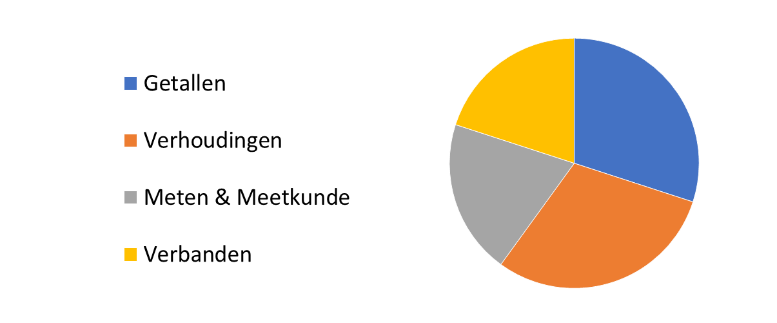 Getallen
Verhoudingen
Meten & Meetkunde
Verbanden